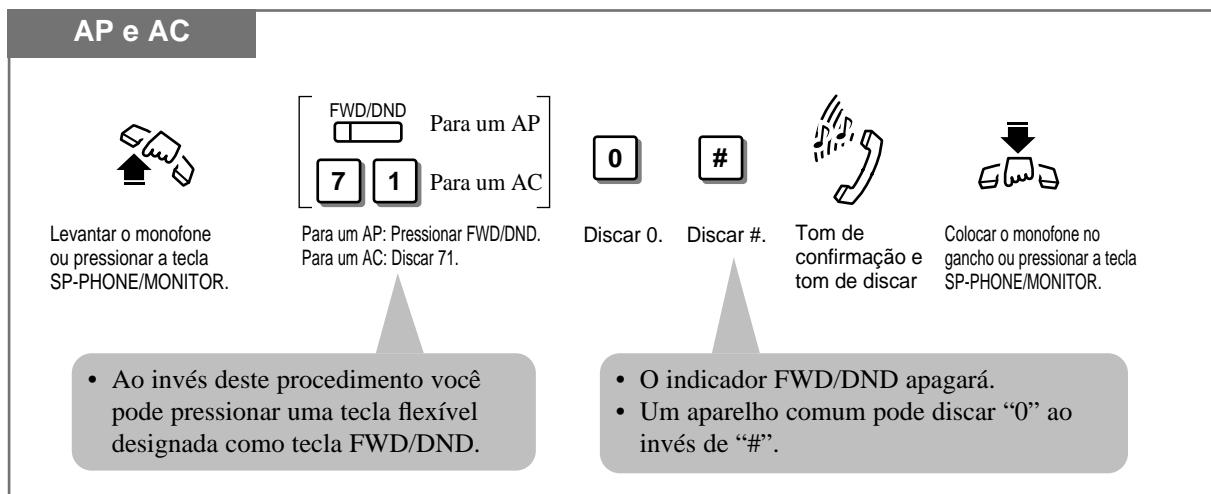 AP e AC
FWD/DND
Para um AP
7 1 Para um AC
0
#
Levantar o monofone
ou pressionar a tecla
SP-PHONE/MONITOR.
Para um AP: Pressionar FWD/DND.
Para um AC: Discar 71.
Discar 0.
Discar #.
Tom de
confirmação e
tom de discar
Colocar o monofone no
gancho ou pressionar a tecla
SP-PHONE/MONITOR.
• Ao invés deste procedimento você
pode pressionar uma tecla flexível
designada como tecla FWD/DND.
• O indicador FWD/DND apagará.
• Um aparelho comum pode discar “0” ao
invés de “#”.